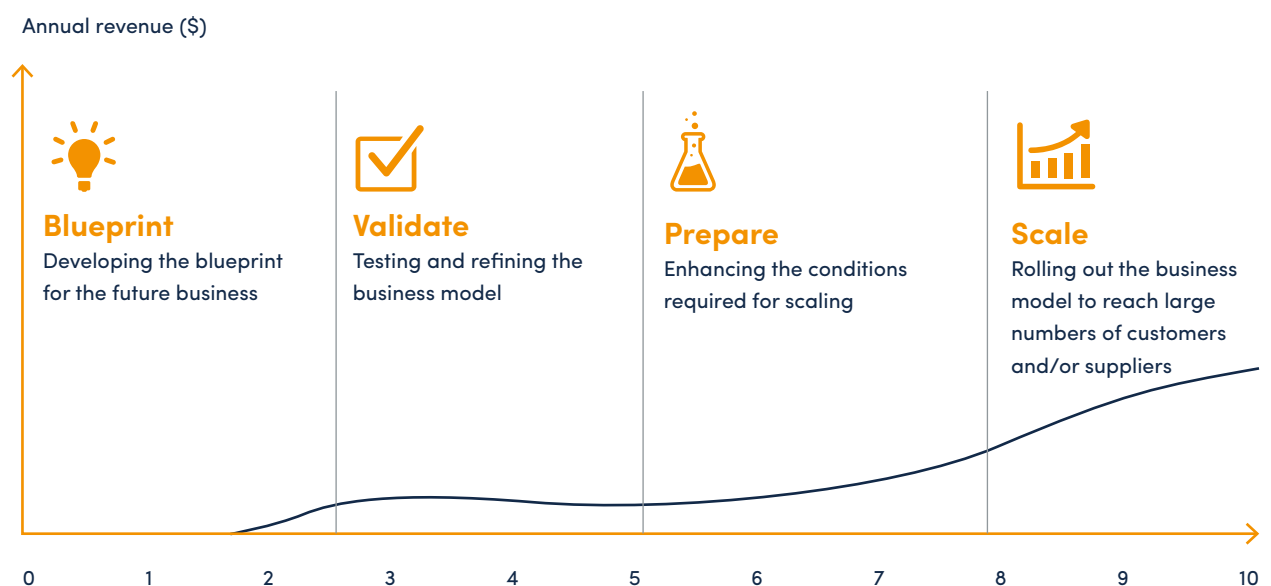 Annual revenue ($)
Blueprint
Developing the blueprint
for the future business
Validate
Testing and refining the
business model
Prepare
Enhancing the conditions
required for scaling
Scale
Rolling out the business
model to reach large
numbers of customers
and/or suppliers
0 1 2 3 4 5 6 7 8 9 10